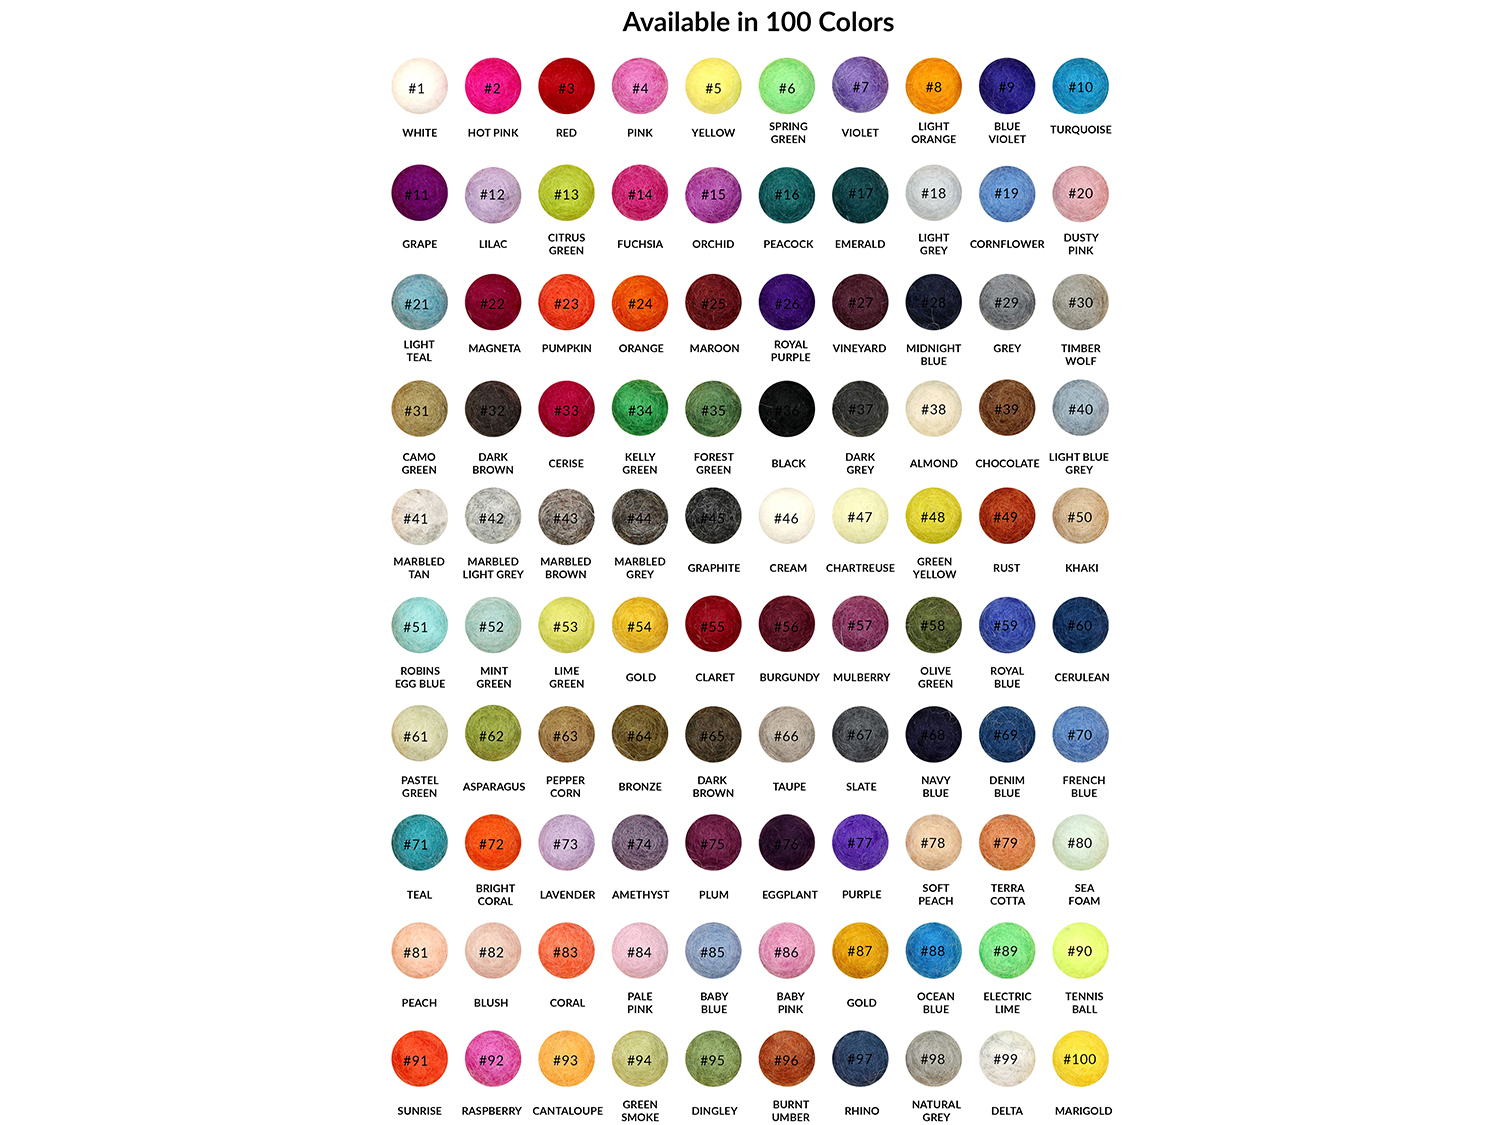 Available in 100 Colors
#1 #2 #3 #4 #5 #6 #7 #8 #9 #10
WHITE HOT PINK RED PINK YELLOW SPRING GREEN VIOLET LIGHT ORANGE BLUE VIOLET TURQUOISE
#11 #12 #13 #14 #15 #16 #17 #18 #19 #20
GRAPE LILAC CITRUS GREEN FUCHSIA ORCHID PEACOCK EMERALD LIGHT GREY CORNFLOWER DUSTY PINK
#21 #22 #23 #24 #25 #26 #27 #28 #29 #30
LIGHT TEAL MAGNETA PUMPKIN ORANGE MAROON ROYAL PURPLE VINEYARD MIDNIGHT BLUE GREY TIMBER WOLF
#31 #32 #33 #34 #35 #36 #37 #38 #39 #40
CAMO GREEN DARK BROWN CERISE KELLY GREEN FOREST GREEN BLACK DARK GREY ALMOND CHOCOLATE LIGHT BLUE GREY
#41 #42 #43 #44 #45 #46 #47 #48 #49 #50
MARBLED TAN MARBLED LIGHT GREY MARBLED BROWN MARBLED GREY GRAPHITE CREAM CHARTREUSE GREEN YELLOW RUST KHAKI
#51 #52 #53 #54 #55 #56 #57 #58 #59 #60
ROBINS EGG BLUE MINT GREEN LIME GREEN GOLD CLARET BURGUNDY MULBERRY OLIVE GREEN ROYAL BLUE CERULEAN
#61 #62 #63 #64 #65 #66 #67 #68 #69 #70
PASTEL GREEN ASPARAGUS PEPPER CORN BRONZE DARK BROWN TAUPE SLATE NAVY BLUE DENIM BLUE FRENCH BLUE
#71 #72 #73 #74 #75 #76 #77 #78 #79 #80
TEAL BRIGHT CORAL LAVENDER AMETHYST PLUM EGGPLANT PURPLE SOFT PEACH TERRA COTTA SEA FOAM
#81 #82 #83 #84 #85 #86 #87 #88 #89 #90
PEACH BLUSH CORAL PALE PINK BABY BLUE BABY PINK GOLD OCEAN BLUE ELECTRIC LIME TENNIS BALL
#91 #92 #93 #94 #95 #96 #97 #98 #99 #100
SUNRISE RASPBERRY CANTALOUPE GREEN SMOKE DINGLEY BURNT UMBER RHINO NATURAL GREY DELTA MARIGOLD